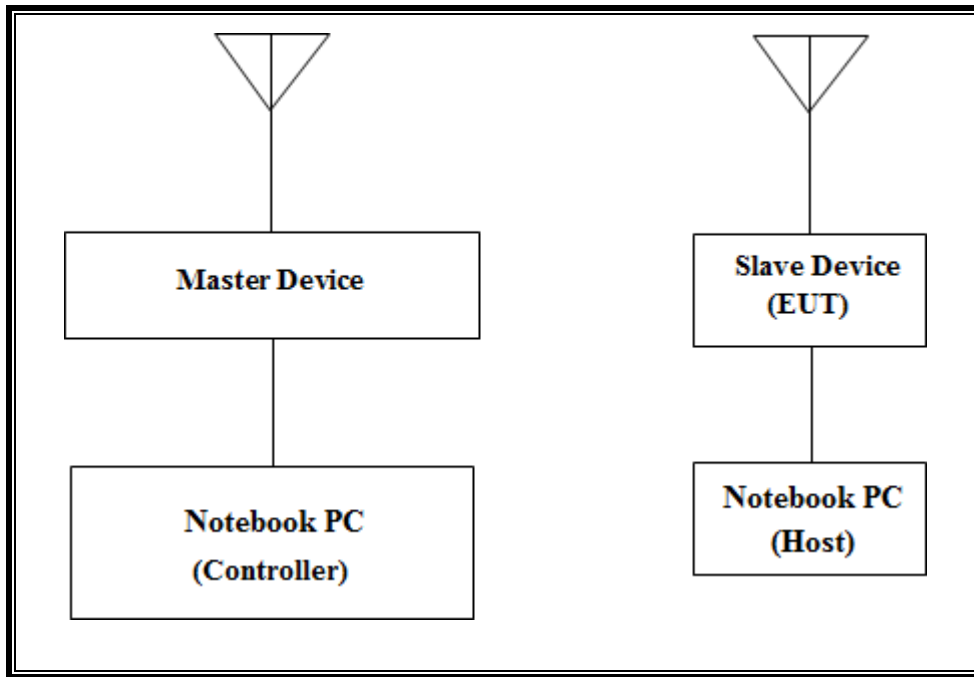 Master Device
Notebook PC
(Controller)
Slave Device
(EUT)
Notebook PC
(Host)